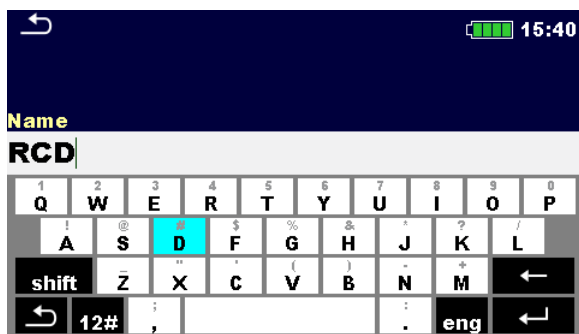 15:40
Name
RCD
1 2 3 4 5 6 7 8 9 0
Q W E R T Y U I O P
! @ # $ % & * ? /
A S D F G H J K L
_ " ' ( ) - +
shift Z X C V B N M ←
; :
12# , . eng